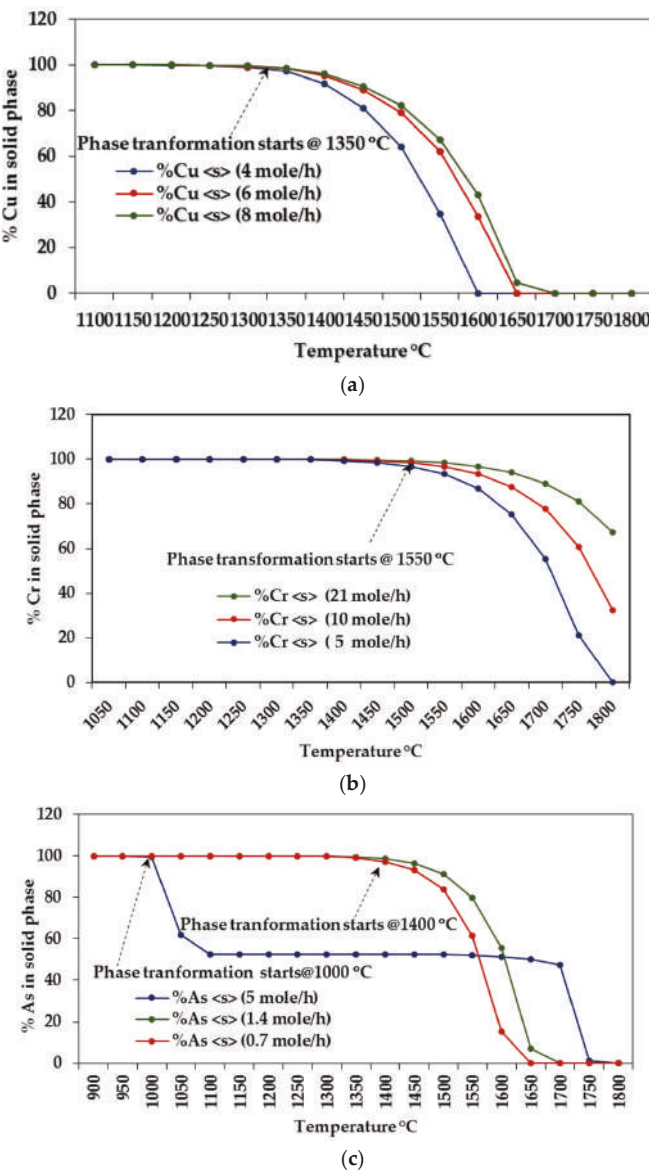 120
100
80
60
40
20
0
% Cu in solid phase
Phase tranformation starts @ 1350 °C
%Cu <s> (4 mole/h)
%Cu <s> (6 mole/h)
%Cu <s> (8 mole/h)
1100 1150 1200 1250 1300 1350 1400 1450 1500 1550 1600 1650 1700 1750 1800
Temperature °C
(a)
120
100
80
60
40
20
0
% Cr in solid phase
Phase transformation starts @ 1550 °C
%Cr <s> (21 mole/h)
%Cr <s> (10 mole/h)
%Cr <s> ( 5 mole/h)
1050 1100 1150 1200 1250 1300 1350 1400 1450 1500 1550 1600 1650 1700 1750 1800
Temperature °C
(b)
120
100
80
60
40
20
0
% As in solid phase
Phase tranformation starts @1400 °C
Phase tranformation starts@1000 °C
%As <s> (5 mole/h)
%As <s> (1.4 mole/h)
%As <s> (0.7 mole/h)
900 950 1000 1050 1100 1150 1200 1250 1300 1350 1400 1450 1500 1550 1600 1650 1700 1750 1800
Temperature °C
(c)